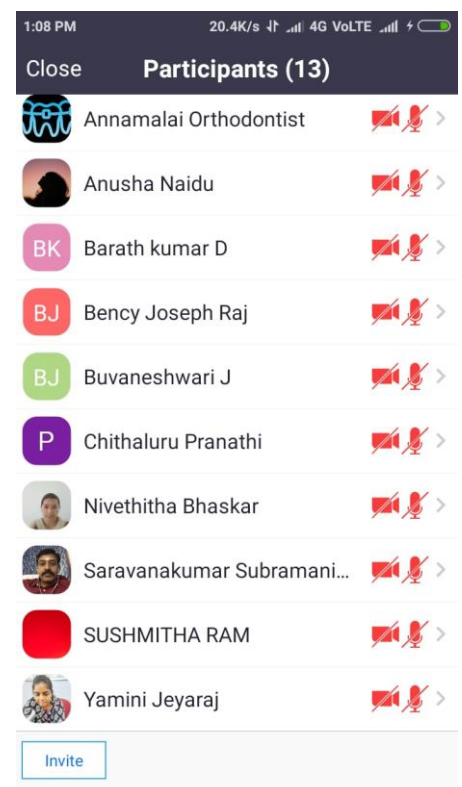 1:08 PM 20.4K/s 4G VoLTE
Close Participants (13)
Annamalai Orthodontist
Anusha Naidu
BK Barath kumar D
BJ Bency Joseph Raj
BJ Buvaneshwari J
P Chithaluru Pranathi
Nivethitha Bhaskar
Saravanakumar Subramani...
SUSHMITHA RAM
Yamini Jeyaraj
Invite